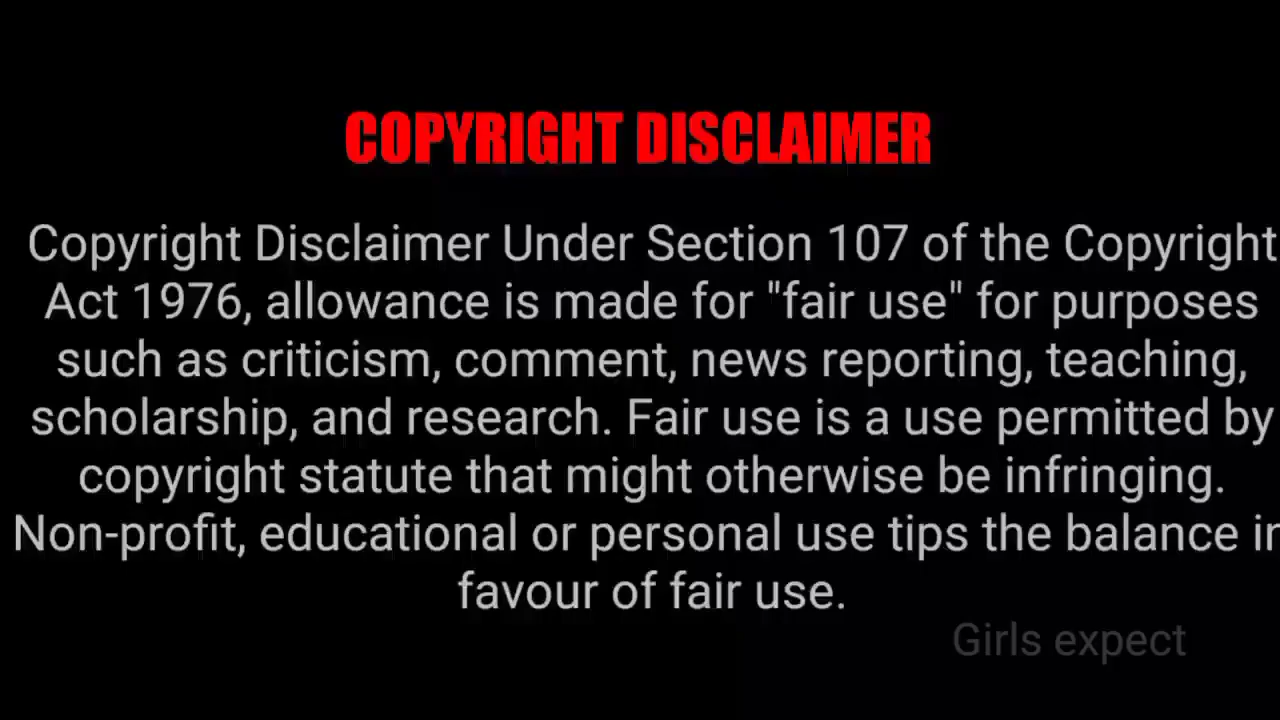 COPYRIGHT DISCLAIMER
Copyright Disclaimer Under Section 107 of the Copyright
Act 1976, allowance is made for "fair use" for purposes
such as criticism, comment, news reporting, teaching,
scholarship, and research. Fair use is a use permitted by
copyright statute that might otherwise be infringing.
Non-profit, educational or personal use tips the balance in
favour of fair use.
Girls expect